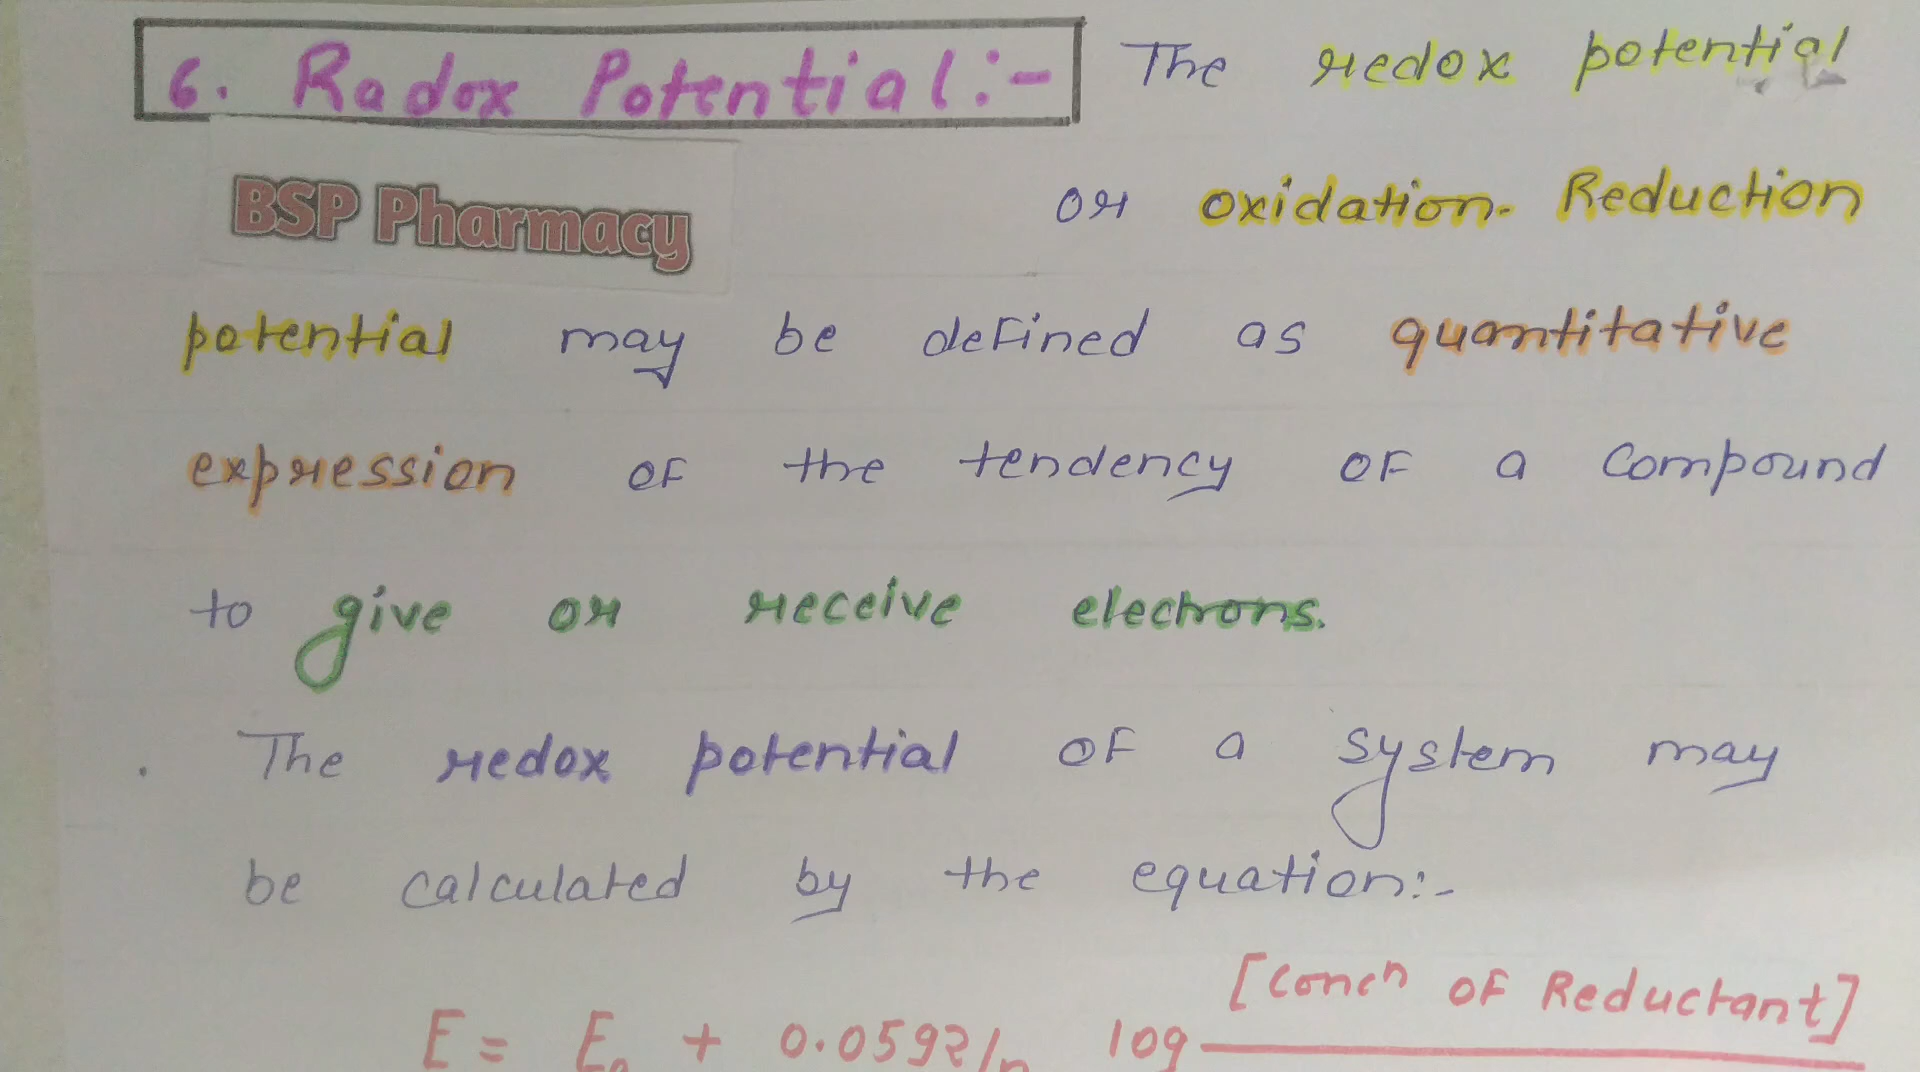 6. Radox Potential:- The redox potential
BSP Pharmacy
or oxidation- Reduction
potential may be defined as quantitative
expression of the tendency of a compound
to give or receive electrons.
. The redox potential of a system may
be calculated by the equation:-
[Concn of Reductant]
E = E₀ + 0.0592/n log